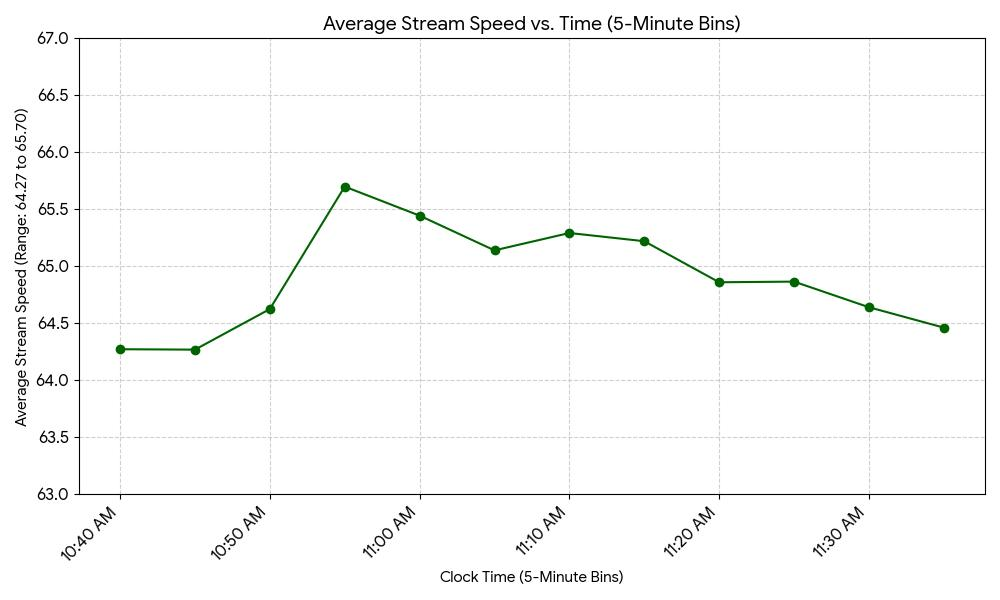 Average Stream Speed vs. Time (5-Minute Bins)
Average Stream Speed (Range: 64.27 to 65.70)
67.0
66.5
66.0
65.5
65.0
64.5
64.0
63.5
63.0
10:40 AM
10:50 AM
11:00 AM
11:10 AM
11:20 AM
11:30 AM
Clock Time (5-Minute Bins)